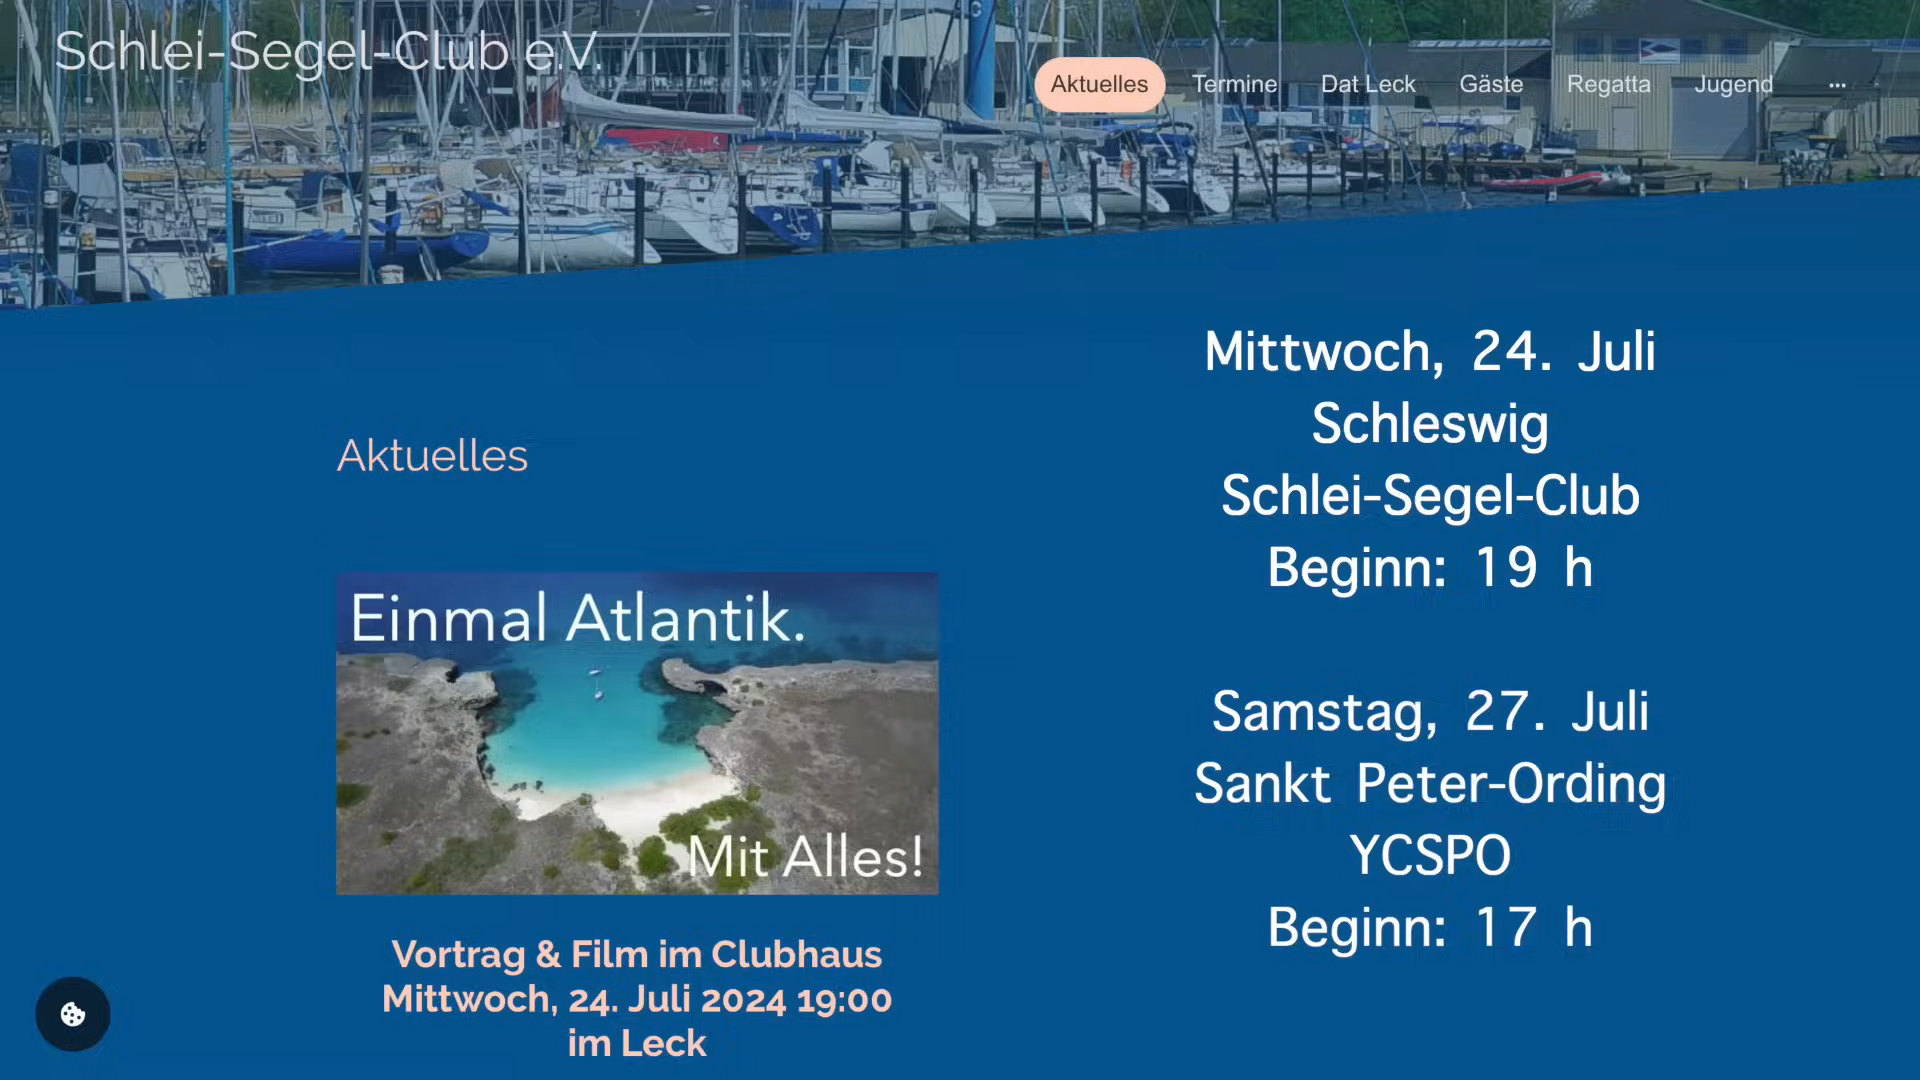 Schlei-Segel-Club e.V.
Aktuelles Termine Dat Leck Gäste Regatta Jugend ...
Aktuelles
Einmal Atlantik.
Mit Alles!
Vortrag & Film im Clubhaus
Mittwoch, 24. Juli 2024 19:00
im Leck
Mittwoch, 24. Juli
Schleswig
Schlei-Segel-Club
Beginn: 19 h
Samstag, 27. Juli
Sankt Peter-Ording
YCSPO
Beginn: 17 h